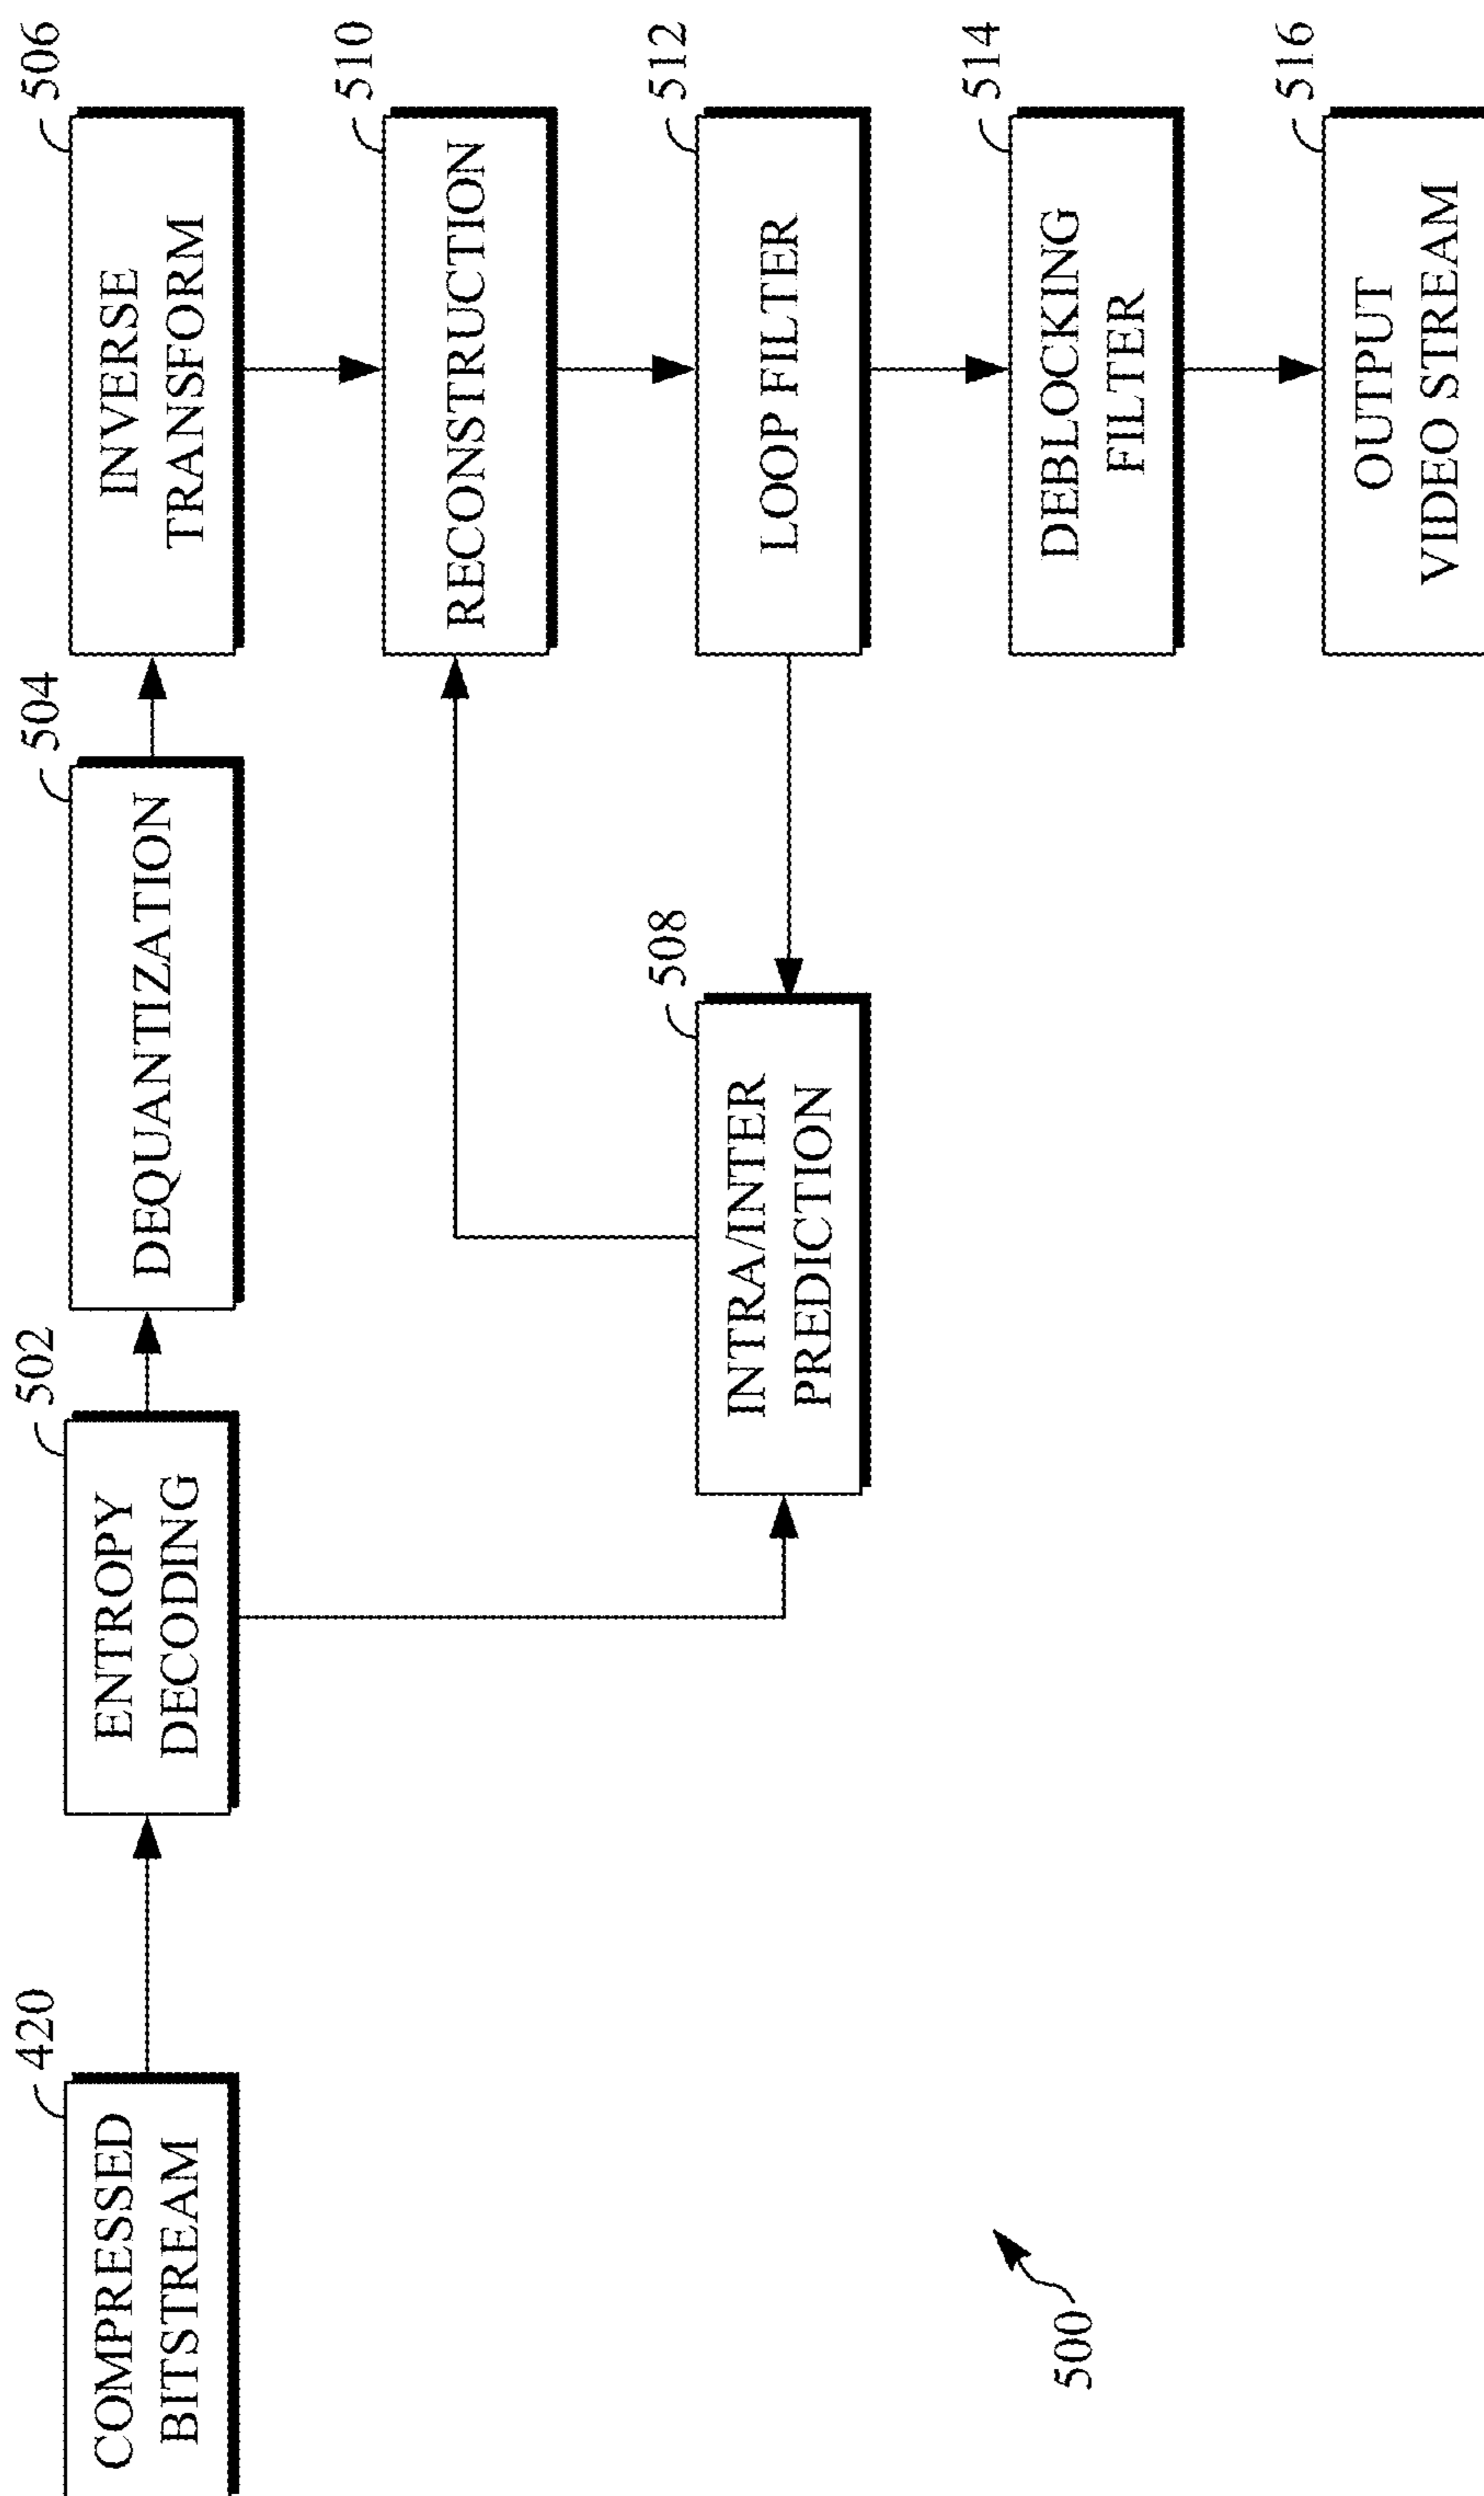 420
COMPRESSED
BITSTREAM
502
ENTROPY
DECODING
504
DEQUANTIZATION
506
INVERSE
TRANSFORM
510
RECONSTRUCTION
508
INTRA/INTER
PREDICTION
512
LOOP FILTER
514
DEBLOCKING
FILTER
500
516
OUTPUT
VIDEO STREAM